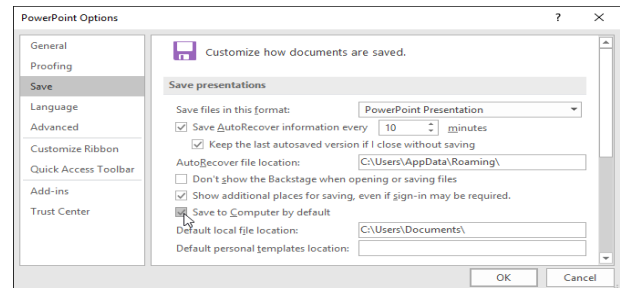 PowerPoint Options
General
Proofing
Save
Language
Advanced
Customize Ribbon
Quick Access Toolbar
Add-ins
Trust Center
Customize how documents are saved.
Save presentations
Save files in this format: PowerPoint Presentation
Save AutoRecover information every 10 minutes
Keep the last autosaved version if I close without saving
AutoRecover file location: C:\Users\AppData\Roaming\
Don't show the Backstage when opening or saving files
Show additional places for saving, even if sign-in may be required.
Save to Computer by default
Default local file location: C:\Users\Documents\
Default personal templates location:
OK Cancel